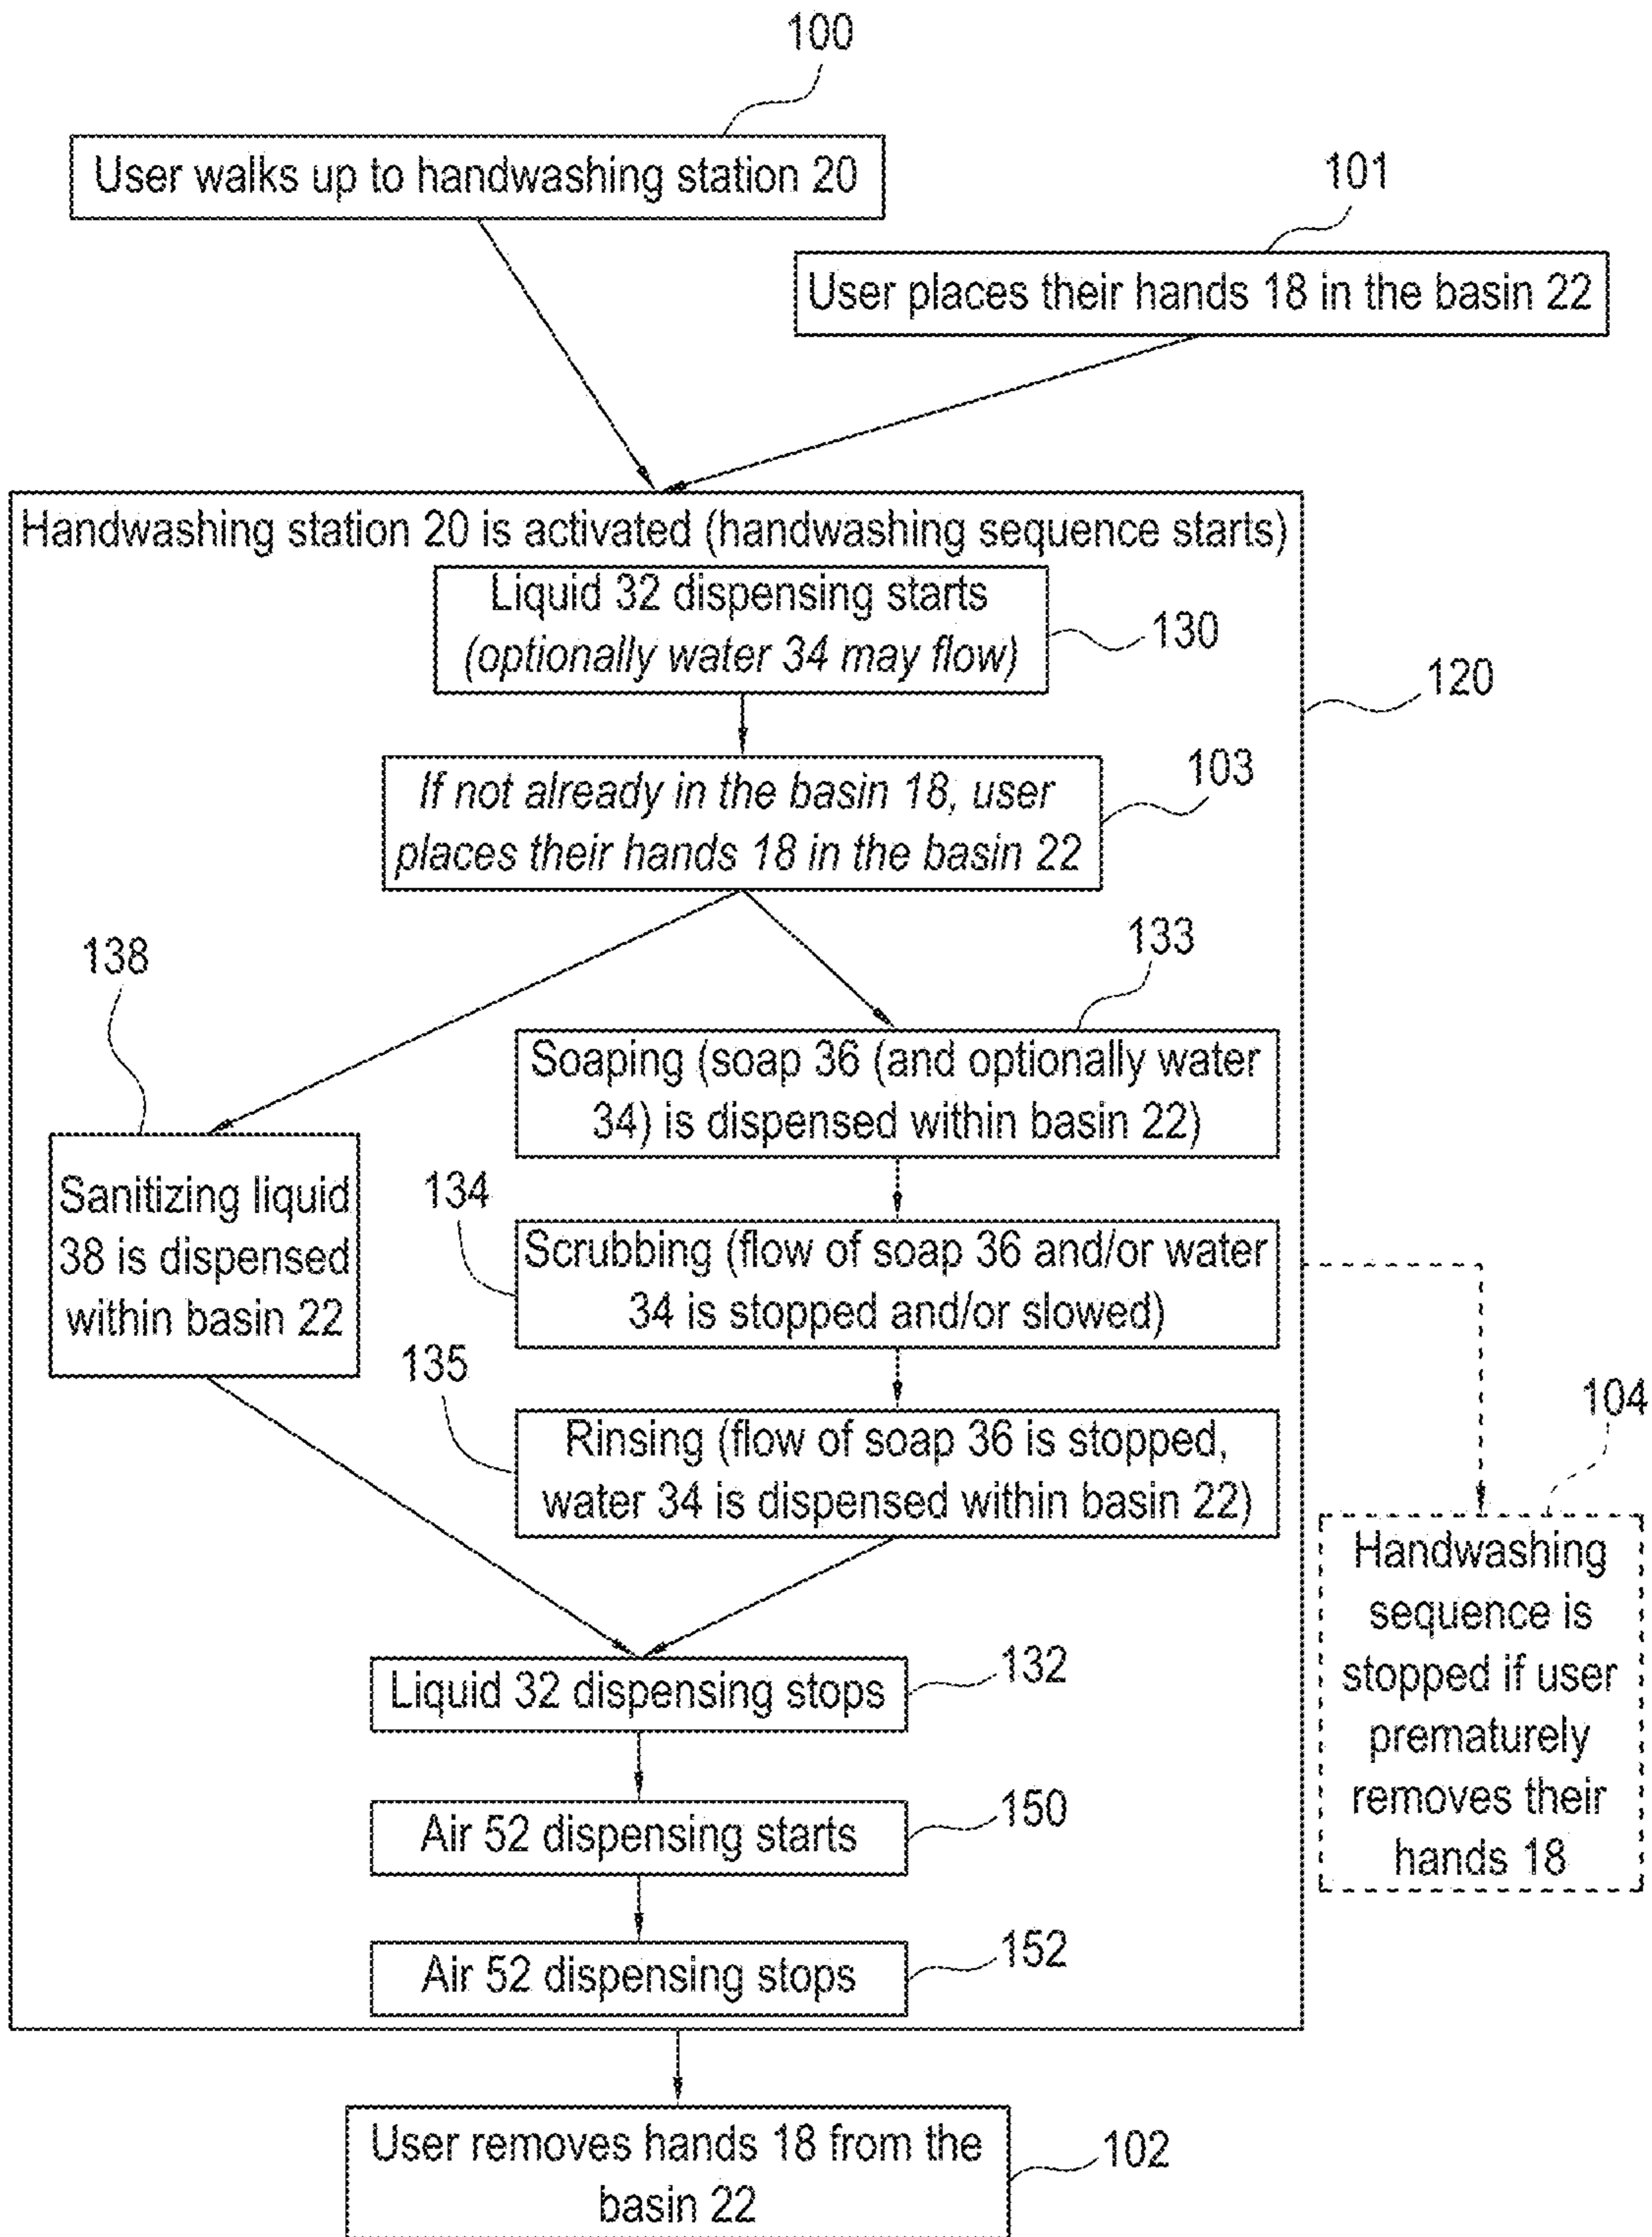 100
User walks up to handwashing station 20
101
User places their hands 18 in the basin 22
Handwashing station 20 is activated (handwashing sequence starts)
Liquid 32 dispensing starts
(optionally water 34 may flow)
130
120
If not already in the basin 18, user
places their hands 18 in the basin 22
103
138
133
Sanitizing liquid
38 is dispensed
within basin 22
Soaping (soap 36 (and optionally water
34) is dispensed within basin 22)
134
Scrubbing (flow of soap 36 and/or water
34 is stopped and/or slowed)
135
Rinsing (flow of soap 36 is stopped,
water 34 is dispensed within basin 22)
104
Handwashing
sequence is
stopped if user
prematurely
removes their
hands 18
Liquid 32 dispensing stops
132
Air 52 dispensing starts
150
Air 52 dispensing stops
152
User removes hands 18 from the
basin 22
102